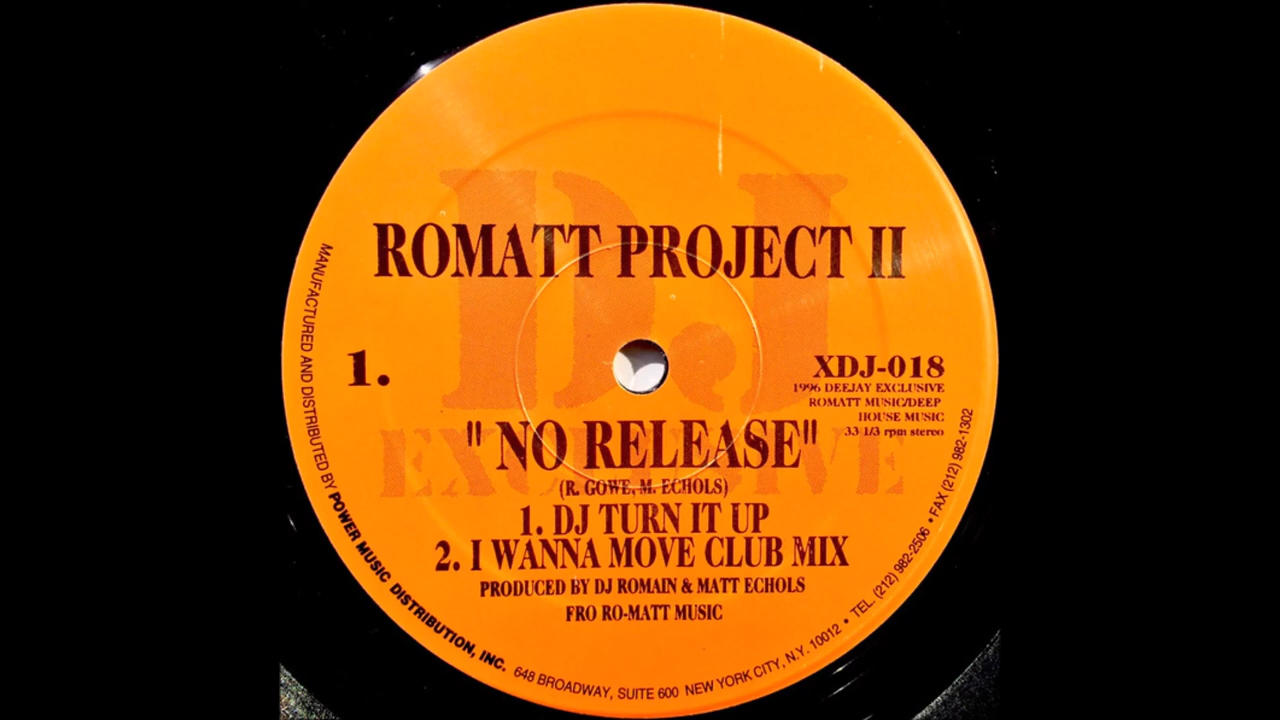 DJ
EXCLUSIVE
ROMATT PROJECT II
1.
XDJ-018
1996 DEEJAY EXCLUSIVE
ROMATT MUSIC/DEEP
HOUSE MUSIC
33 1/3 rpm stereo
" NO RELEASE"
(R. GOWE, M. ECHOLS)
1. DJ TURN IT UP
2. I WANNA MOVE CLUB MIX
PRODUCED BY DJ ROMAIN & MATT ECHOLS
FRO RO-MATT MUSIC
MANUFACTURED AND DISTRIBUTED BY POWER MUSIC DISTRIBUTION, INC. 648 BROADWAY, SUITE 600 NEW YORK CITY, N.Y. 10012 • TEL. (212) 982-2506 • FAX (212) 982-1302